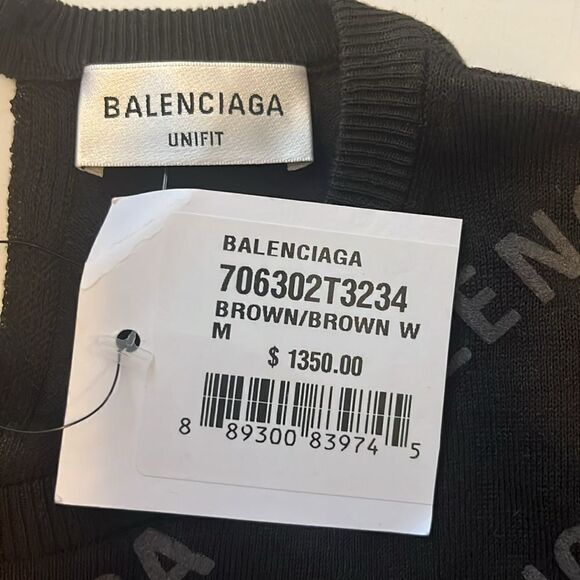 BALENCIAGA
UNIFIT
BALENCIAGA
706302T3234
BROWN/BROWN W
M
$ 1350.00
8 89300 83974 5